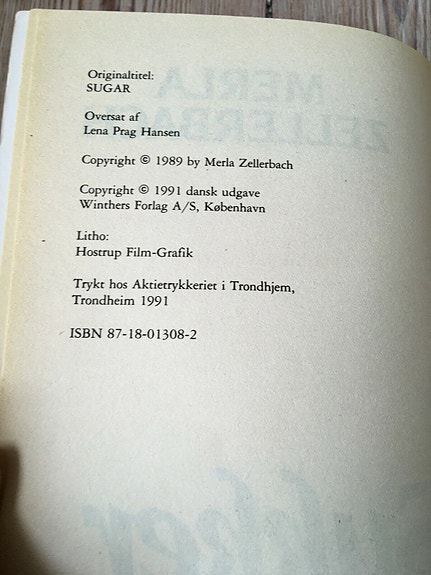 Originaltitel:
SUGAR
Oversat af
Lena Prag Hansen
Copyright © 1989 by Merla Zellerbach
Copyright © 1991 dansk udgave
Winthers Forlag A/S, København
Litho:
Hostrup Film-Grafik
Trykt hos Aktietrykkeriet i Trondhjem,
Trondheim 1991
ISBN 87-18-01308-2